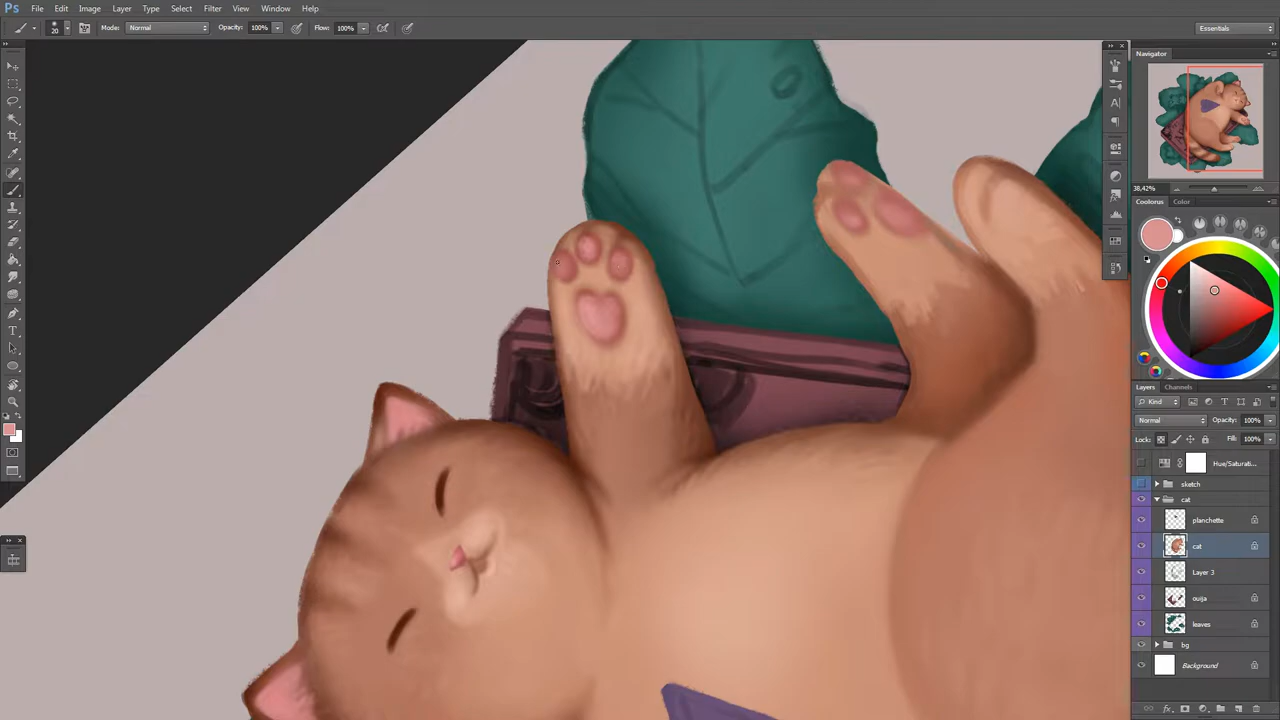 Ps File Edit Image Layer Type Select Filter View Window Help
20 Mode: Normal Opacity: 100% Flow: 100% Essentials
Navigator
38,42%
Coolorus Color
Layers Channels
Kind
Normal Opacity: 100%
Lock: Fill: 100%
Hue/Saturati...
sketch
cat
planchette
cat
Layer 3
ouija
leaves
bg
Background